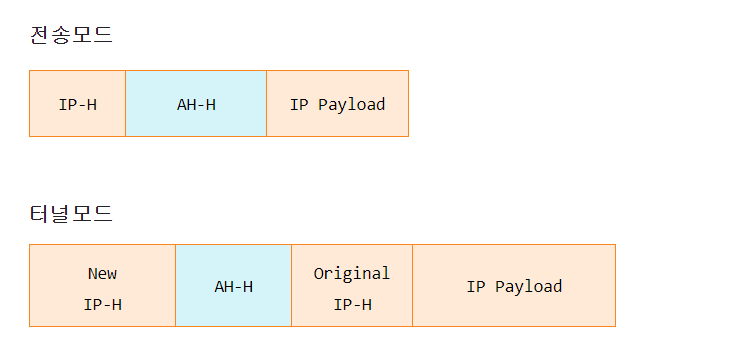 전송모드
IP-H AH-H IP Payload
터널모드
New
IP-H
AH-H
Original
IP-H
IP Payload